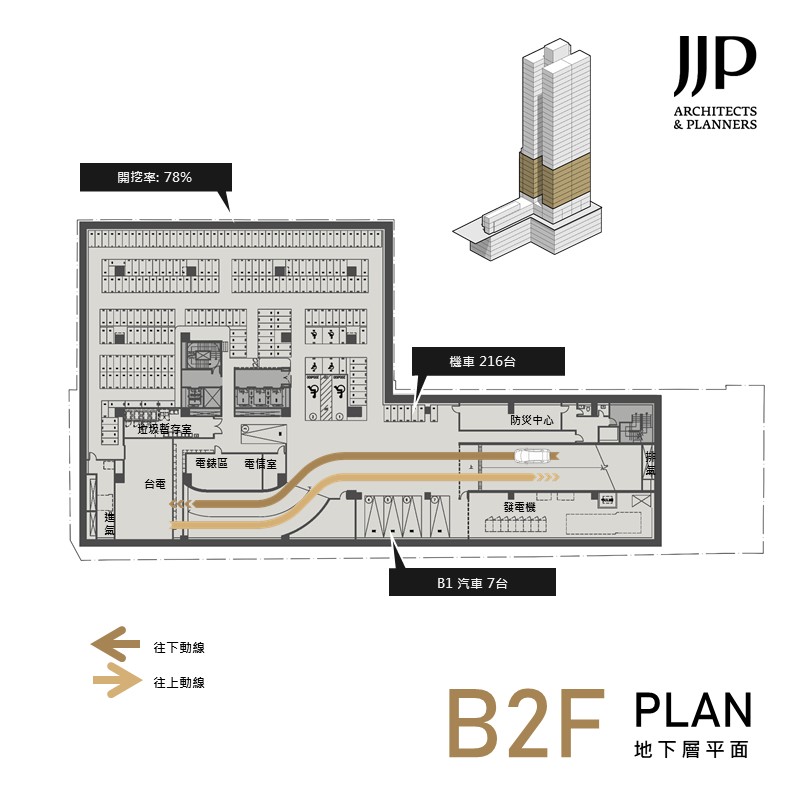 JJP
ARCHITECTS
& PLANNERS
開挖率: 78%
機車 216台
防災中心
垃圾暫存室
電錶區
電信室
排氣
台電
進氣
發電機
B1 汽車 7台
往下動線
往上動線
B2F
PLAN
地下層平面